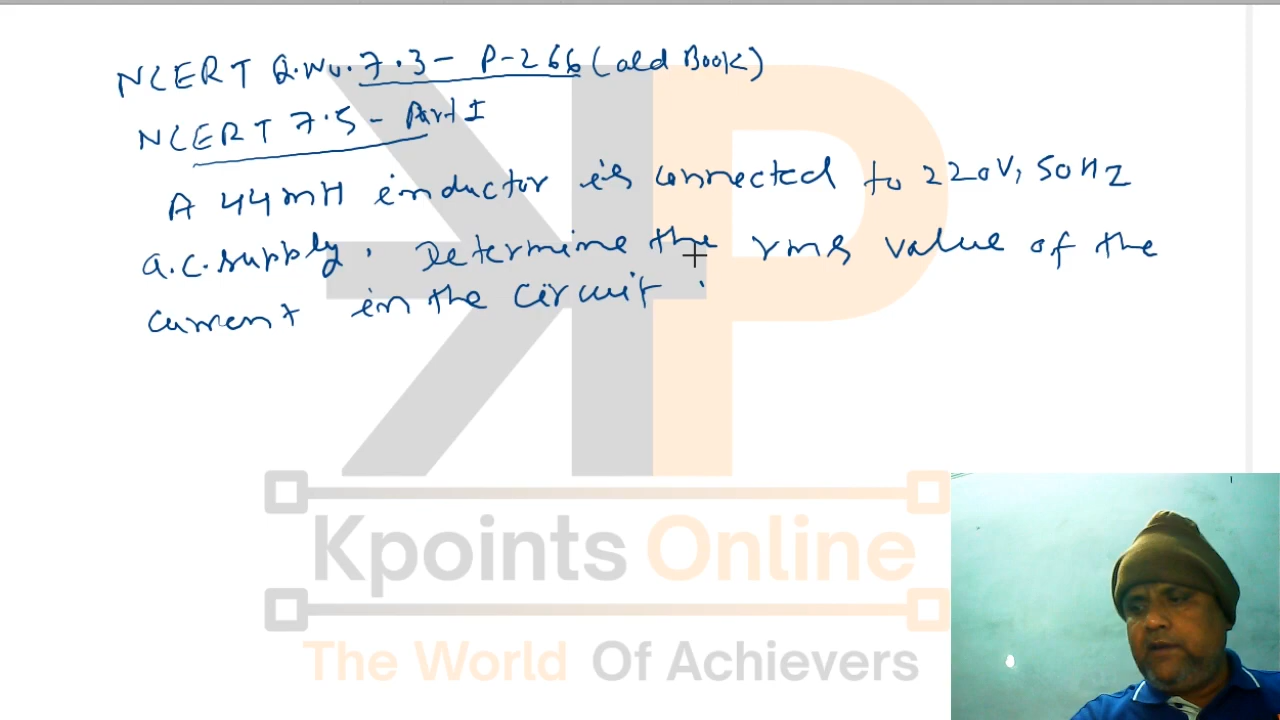 NCERT Q.No. 7.3 - P-266 (old Book)
NCERT 7.5 - Part I
A 44mH inductor is connected to 220V, 50Hz
a.c. supply. Determine the rms value of the
current in the circuit.
Kpoints Online
The World Of Achievers